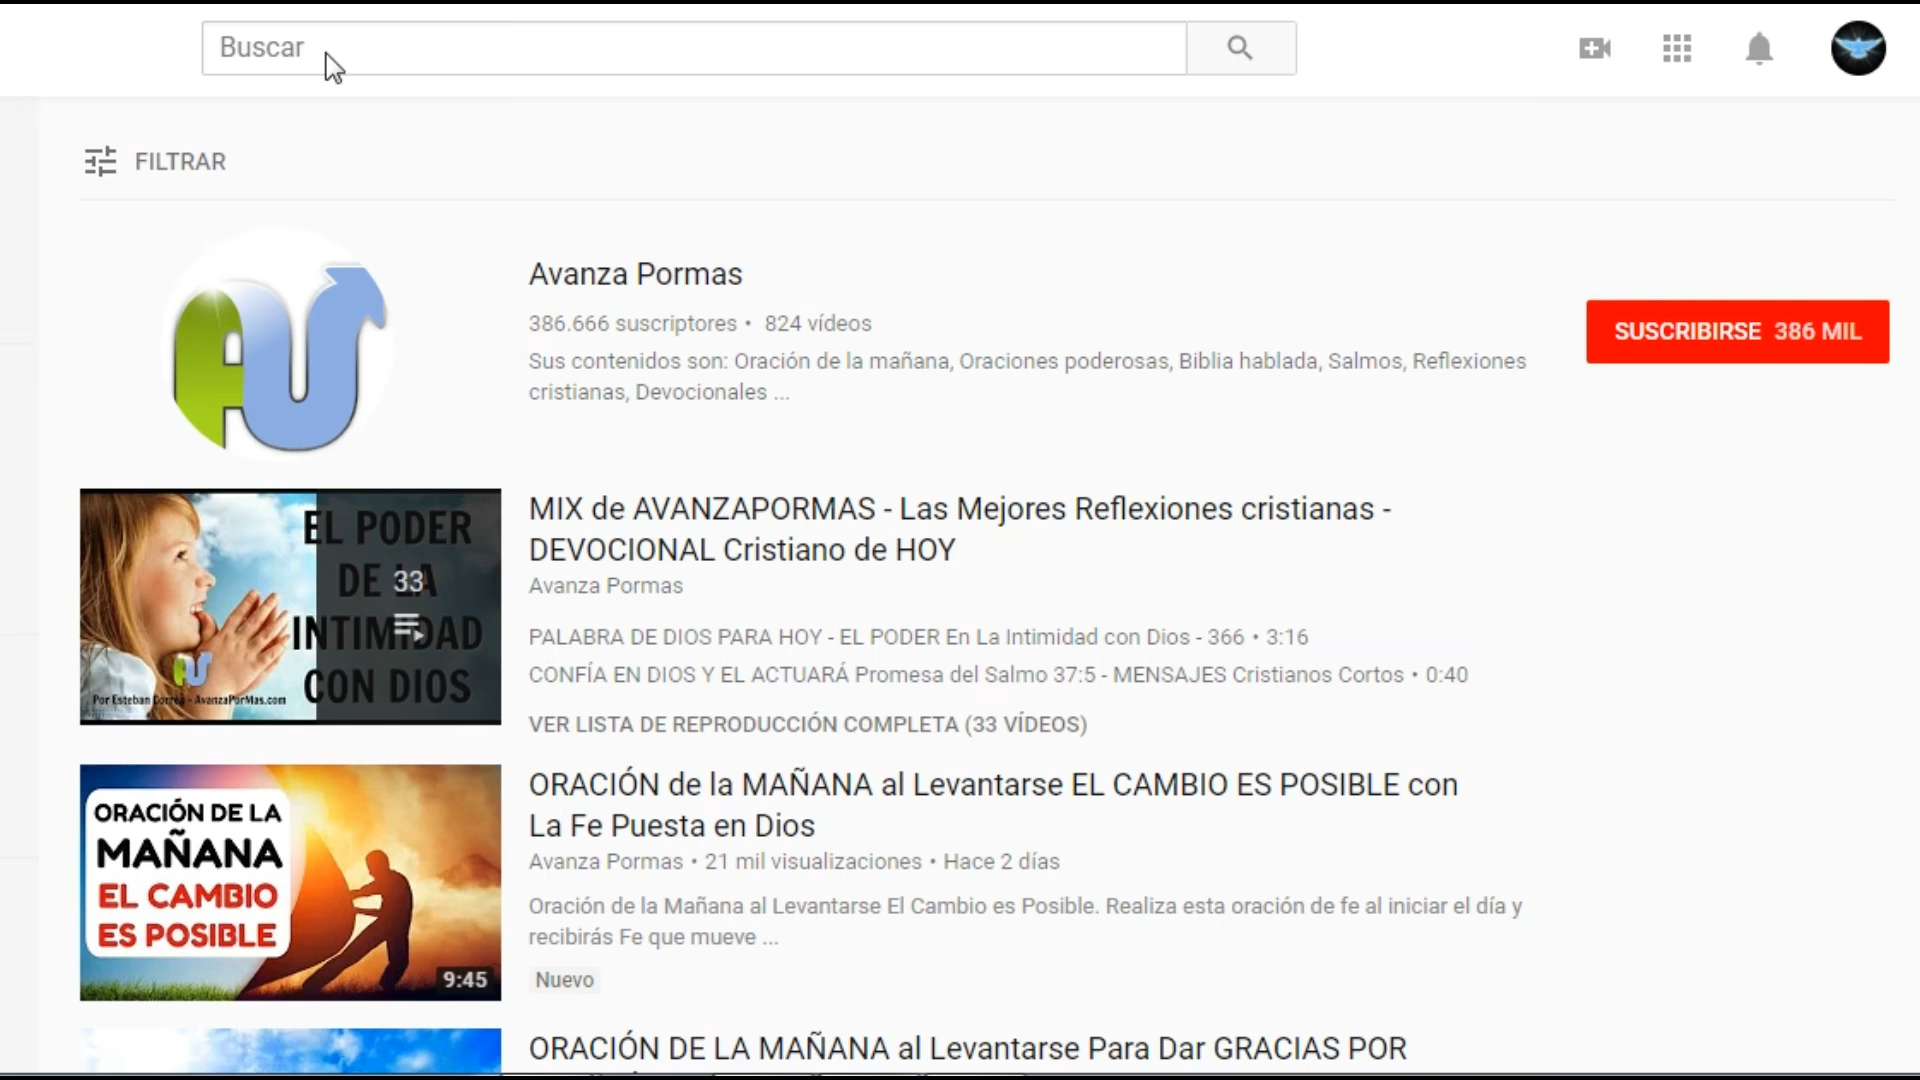 Buscar
FILTRAR
Avanza Pormas
386.666 suscriptores • 824 vídeos
SUSCRIBIRSE 386 MIL
Sus contenidos son: Oración de la mañana, Oraciones poderosas, Biblia hablada, Salmos, Reflexiones
cristianas, Devocionales ...
EL PODER
DE LA
INTIMIDAD
CON DIOS
33
Por Esteban Correa - AvanzaPorMas.com
MIX de AVANZAPORMAS - Las Mejores Reflexiones cristianas -
DEVOCIONAL Cristiano de HOY
Avanza Pormas
PALABRA DE DIOS PARA HOY - EL PODER En La Intimidad con Dios - 366 • 3:16
CONFÍA EN DIOS Y EL ACTUARÁ Promesa del Salmo 37:5 - MENSAJES Cristianos Cortos • 0:40
VER LISTA DE REPRODUCCIÓN COMPLETA (33 VÍDEOS)
ORACIÓN DE LA
MAÑANA
EL CAMBIO
ES POSIBLE
9:45
ORACIÓN de la MAÑANA al Levantarse EL CAMBIO ES POSIBLE con
La Fe Puesta en Dios
Avanza Pormas • 21 mil visualizaciones • Hace 2 días
Oración de la Mañana al Levantarse El Cambio es Posible. Realiza esta oración de fe al iniciar el día y
recibirás Fe que mueve ...
Nuevo
ORACIÓN DE LA MAÑANA al Levantarse Para Dar GRACIAS POR